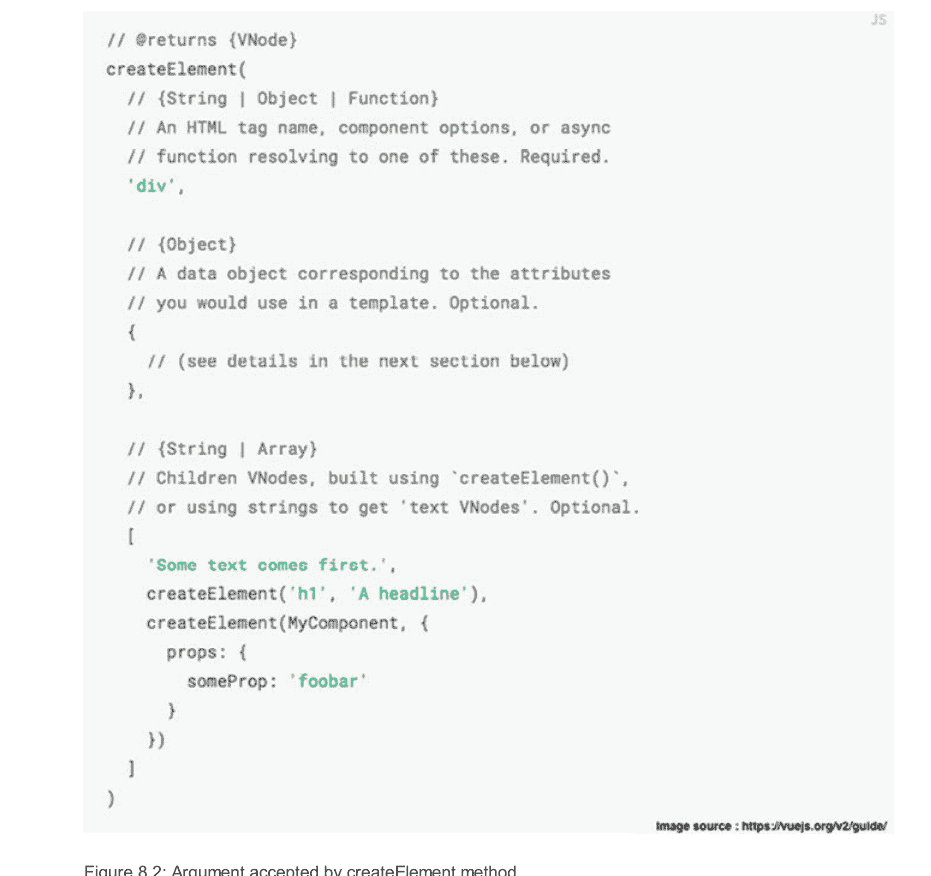 JS
// @returns {VNode}
createElement(
// {String | Object | Function}
// An HTML tag name, component options, or async
// function resolving to one of these. Required.
'div',
// {Object}
// A data object corresponding to the attributes
// you would use in a template. Optional.
{
// (see details in the next section below)
},
// {String | Array}
// Children VNodes, built using `createElement()`,
// or using strings to get 'text VNodes'. Optional.
[
'Some text comes first.',
createElement('h1', 'A headline'),
createElement(MyComponent, {
props: {
someProp: 'foobar'
}
})
]
)
Image source : https://vuejs.org/v2/guide/
Figure 8.2: Argument accepted by createElement method